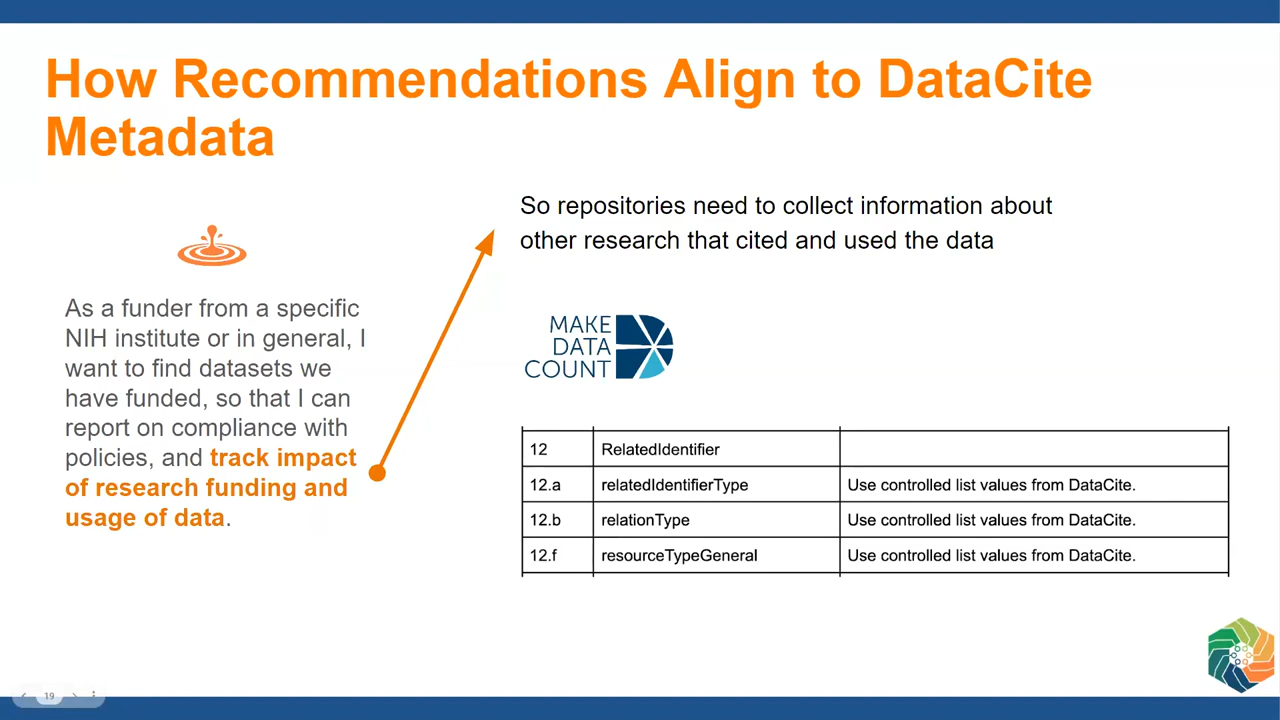 How Recommendations Align to DataCite
Metadata
As a funder from a specific
NIH institute or in general, I
want to find datasets we
have funded, so that I can
report on compliance with
policies, and track impact
of research funding and
usage of data.
So repositories need to collect information about
other research that cited and used the data
MAKE
DATA
COUNT
12 RelatedIdentifier
12.a relatedIdentifierType Use controlled list values from DataCite.
12.b relationType Use controlled list values from DataCite.
12.f resourceTypeGeneral Use controlled list values from DataCite.
19